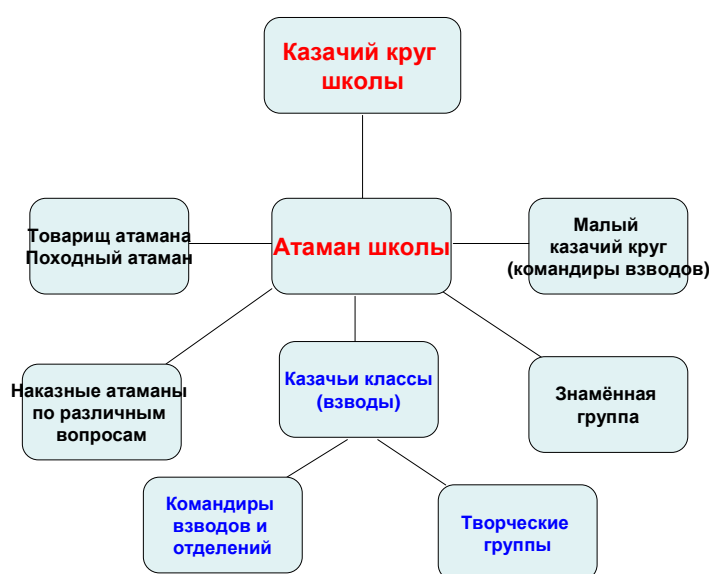 Казачий круг
школы
Товарищ атамана
Походный атаман
Атаман школы
Малый
казачий круг
(командиры взводов)
Наказные атаманы
по различным
вопросам
Казачьи классы
(взводы)
Знамённая
группа
Командиры
взводов и
отделений
Творческие
группы